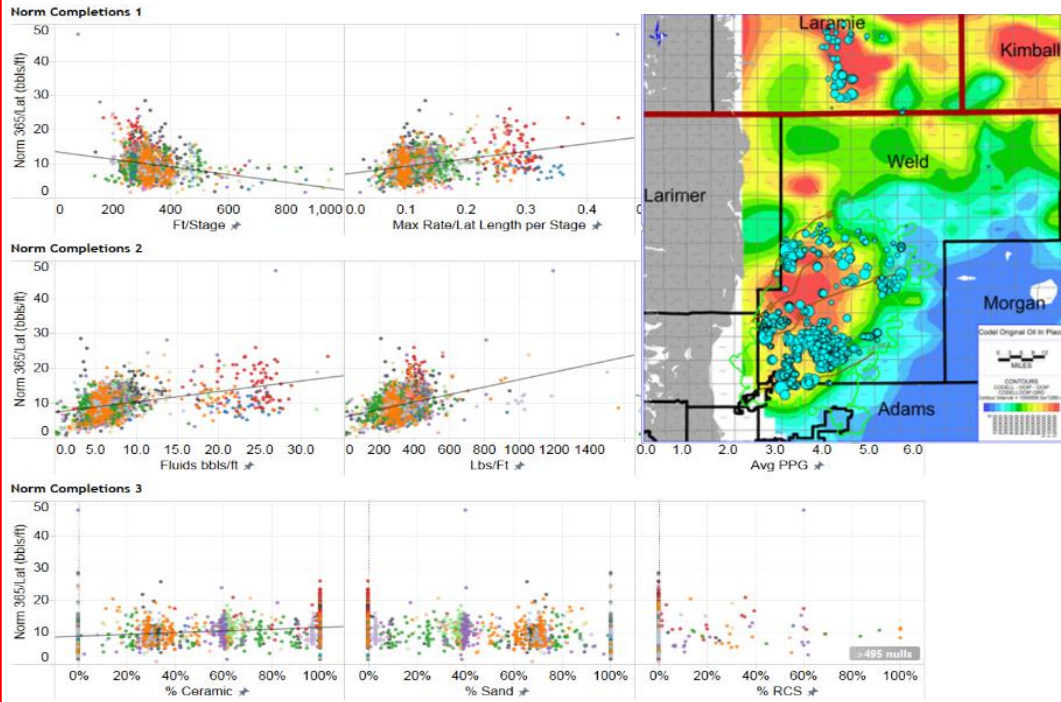 Norm Completions 1
Norm 365/Lat (bbls/ft)
50
40
30
20
10
0
0.0 200 400 600 800 1,000
Ft/Stage
0.0 0.1 0.2 0.3 0.4
Max Rate/Lat Length per Stage
Norm Completions 2
Norm 365/Lat (bbls/ft)
50
40
30
20
10
0
0.0 5.0 10.0 15.0 20.0 25.0 30.0
Fluids bbls/ft
200 400 600 800 1000 1400
Lbs/Ft
0.0 1.0 2.0 3.0 4.0 5.0 6.0
Avg PPG
Norm Completions 3
Norm 365/Lat (bbls/ft)
50
40
30
20
10
0
0% 20% 40% 60% 80% 100%
% Ceramic
0% 20% 40% 60% 80% 100%
% Sand
0% 20% 40% 60% 80% 100%
% RCS
>495 nulls
Laramie
Kimball
Weld
Larimer
Morgan
Adams
Codel Original Oil In Place
MILES
CONTOURS